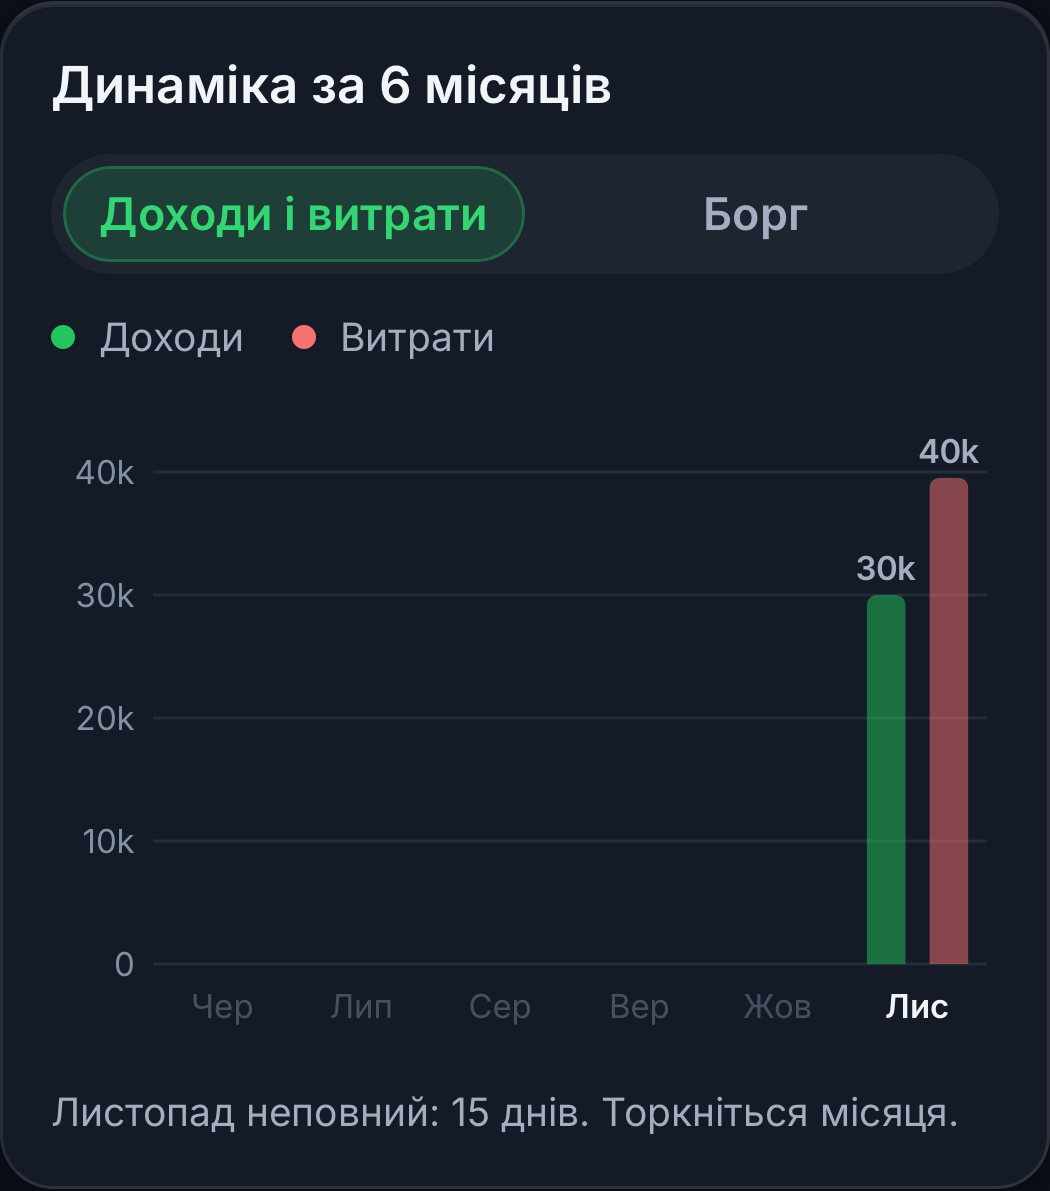 Динаміка за 6 місяців
Доходи і витрати
Борг
Доходи
Витрати
40k
40k
30k
30k
20k
10k
0
Чер Лип Сер Вер Жов Лис
Листопад неповний: 15 днів. Торкніться місяця.